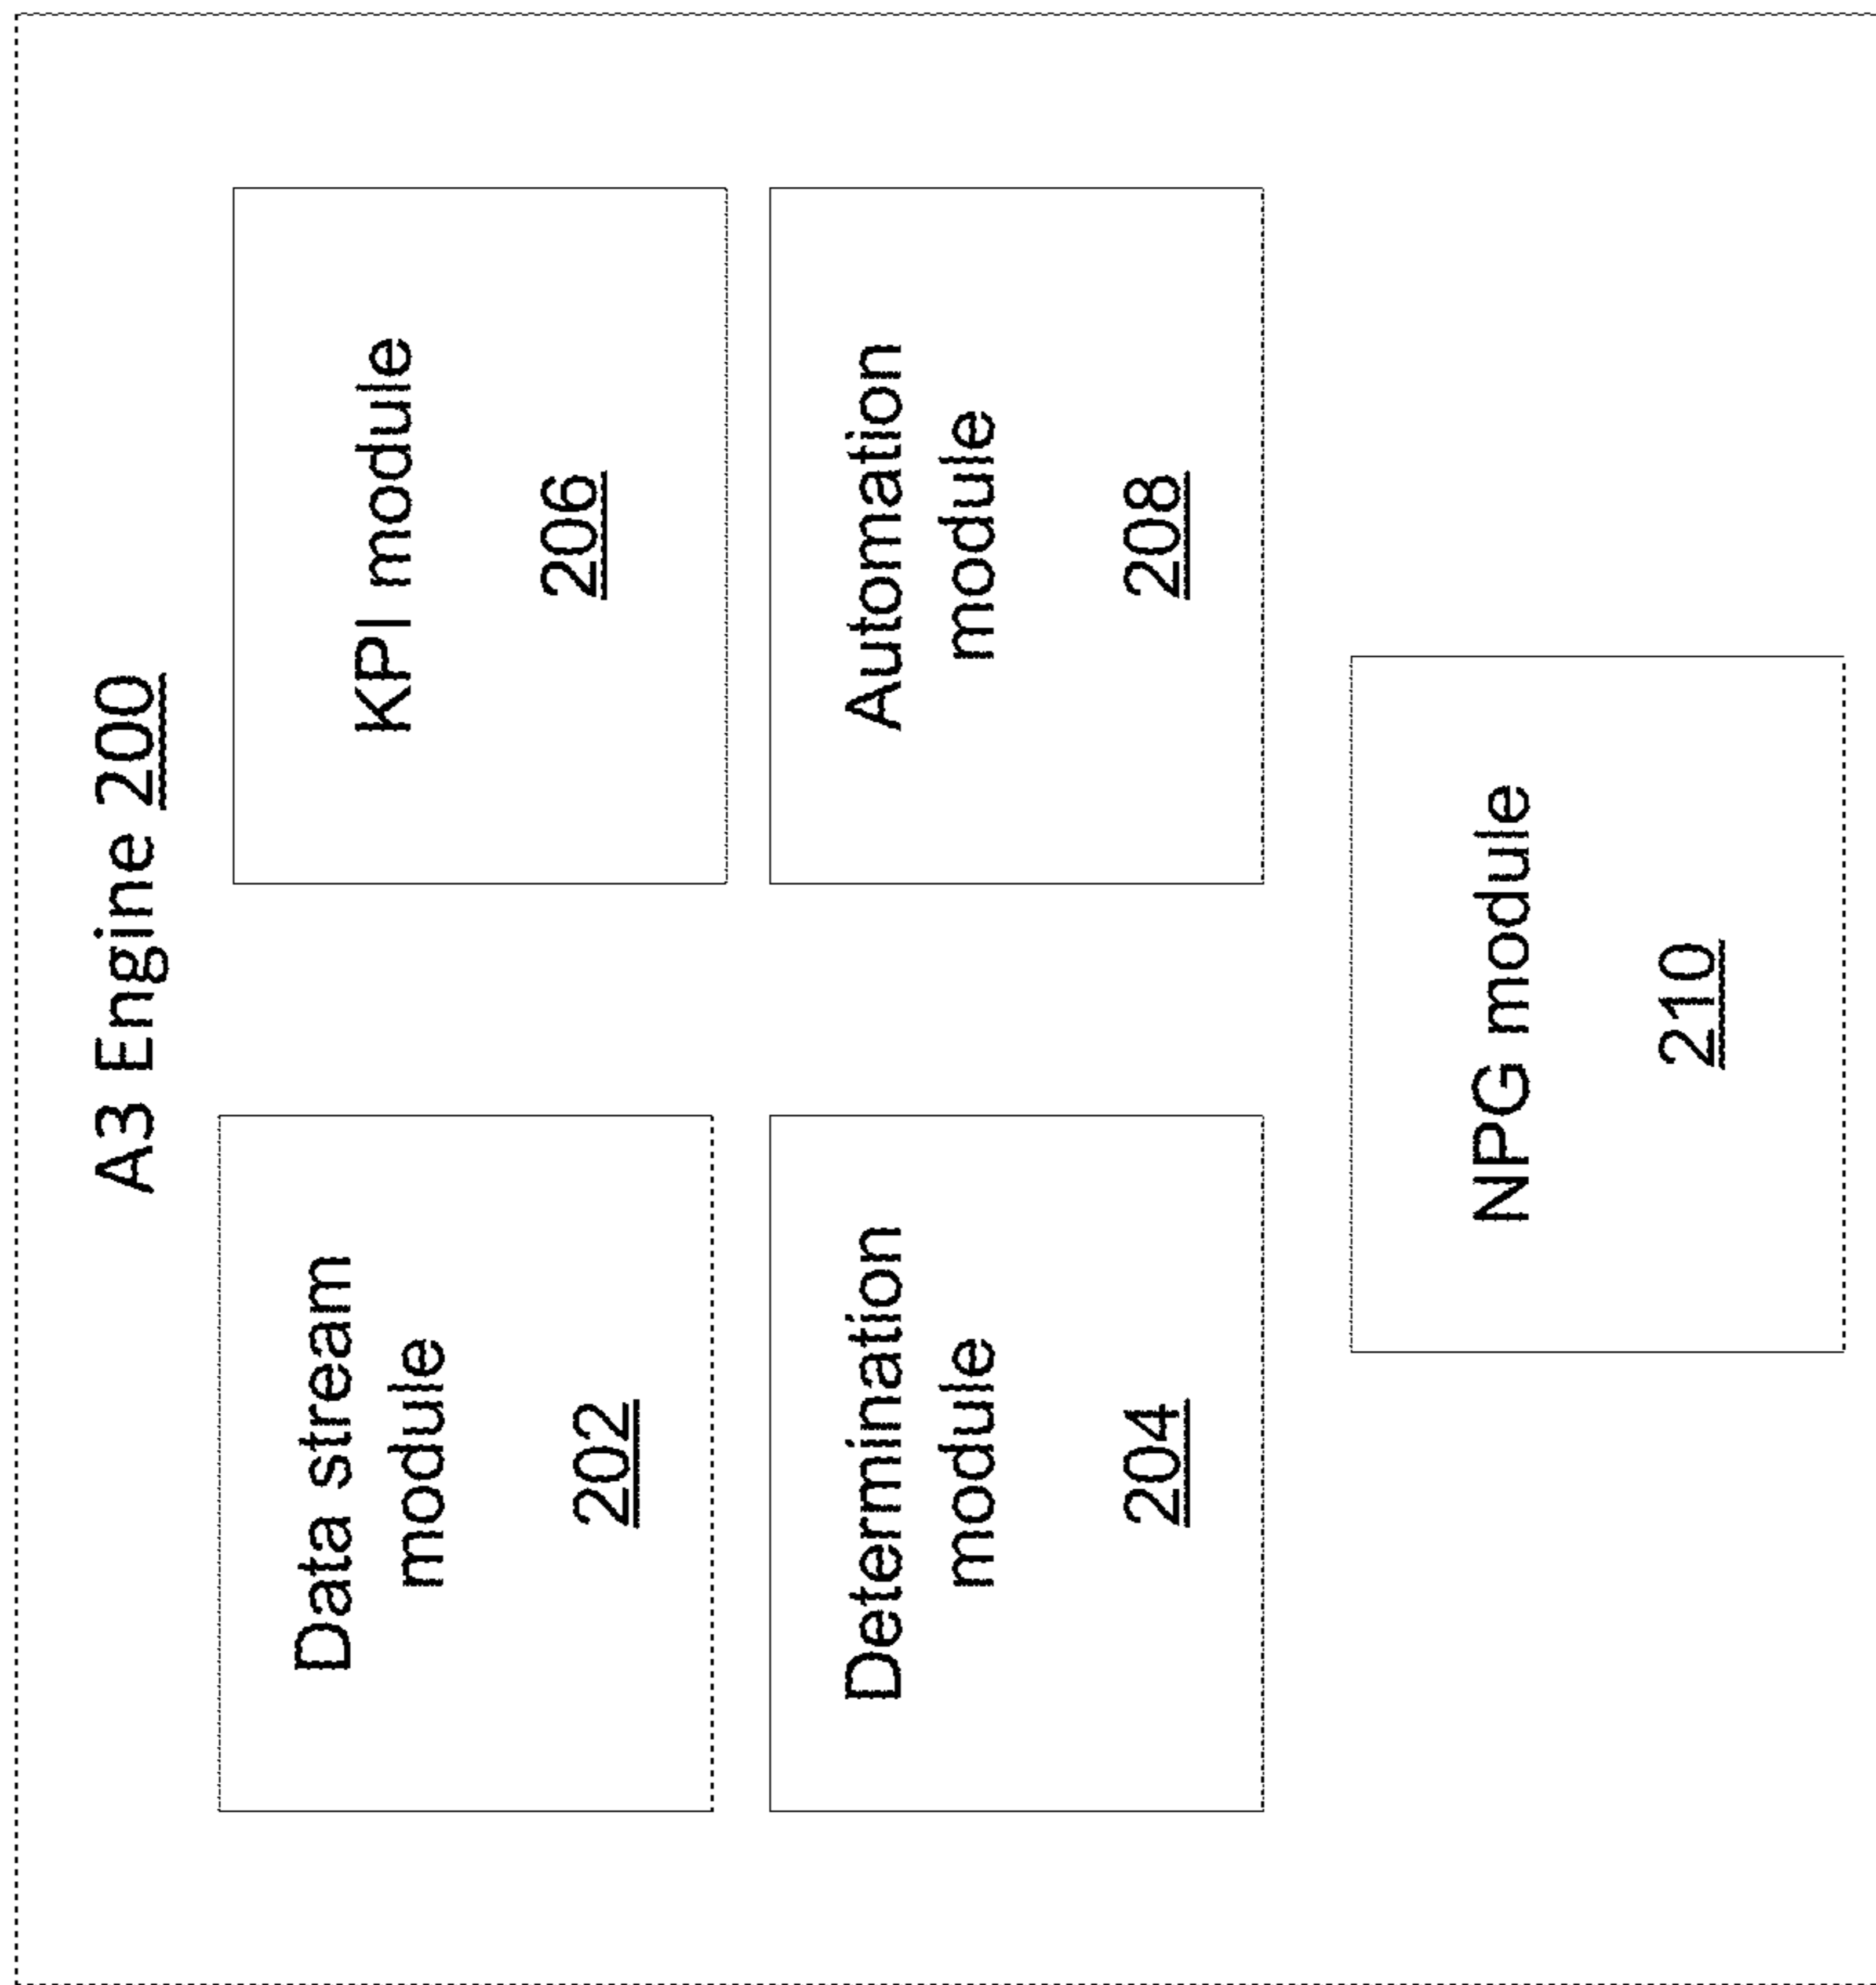 A3 Engine 200
Data stream
module
202
KPI module
206
Determination
module
204
Automation
module
208
NPG module
210